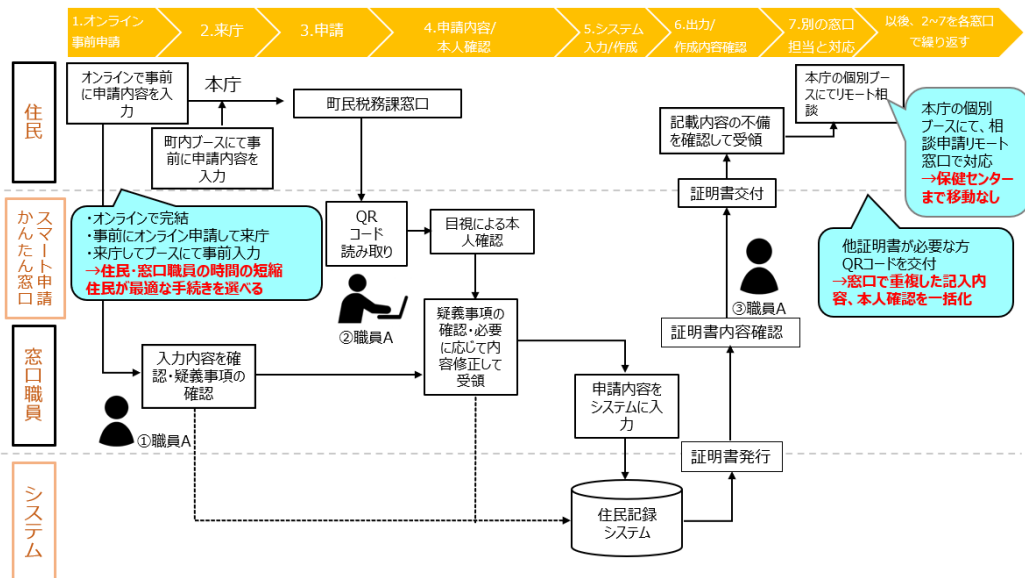 1.オンライン
事前申請
2.来庁
3.申請
4.申請内容/
本人確認
5.システム
入力/作成
6.出力/
作成内容確認
7.別の窓口
担当と対応
以後、2~7を各窓口
で繰り返す
住民
オンラインで事前
に申請内容を入
力
本庁
町内ブースにて事
前に申請内容を
入力
町民税務課窓口
記載内容の不備
を確認して受領
本庁の個別ブー
スにてリモート相
談
本庁の個別
ブースにて、相
談申請リモート
窓口で対応
→保健センター
まで移動なし
スマート申請
かんたん窓口
・オンラインで完結
・事前にオンライン申請して来庁
・来庁してブースにて事前入力
→住民・窓口職員の時間の短縮
住民が最適な手続きを選べる
QR
コード
読み取り
目視による本
人確認
②職員A
証明書交付
③職員A
他証明書が必要な方
QRコードを交付
→窓口で重複した記入内
容、本人確認を一括化
窓口職員
入力内容を確
認・疑義事項の
確認
①職員A
疑義事項の
確認・必要
に応じて内
容修正して
受領
申請内容を
システムに入
力
証明書内容確認
証明書発行
システム
住民記録
システム